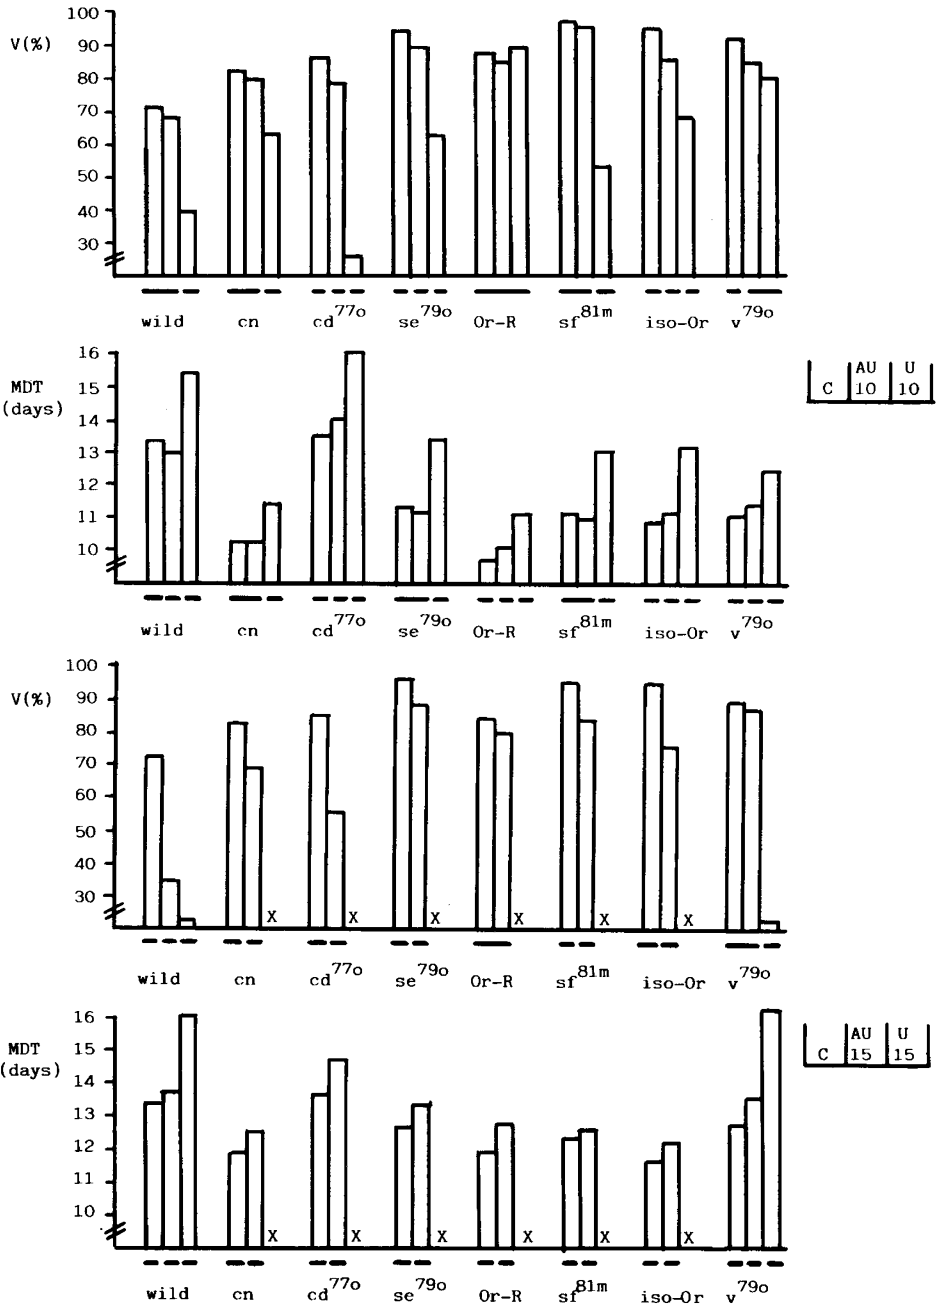 100
V(%)
90
80
70
60
50
40
30
wild cn cd77o se79o Or-R sf81m iso-Or v79o
16
MDT
(days)
15
14
13
12
11
10
C AU 10 U 10
wild cn cd77o se79o Or-R sf81m iso-Or v79o
100
V(%)
90
80
70
60
50
40
30
X X X X X X
wild cn cd77o se79o Or-R sf81m iso-Or v79o
16
MDT
(days)
15
14
13
12
11
10
C AU 15 U 15
X X X X X X
wild cn cd77o se79o Or-R sf81m iso-Or v79o